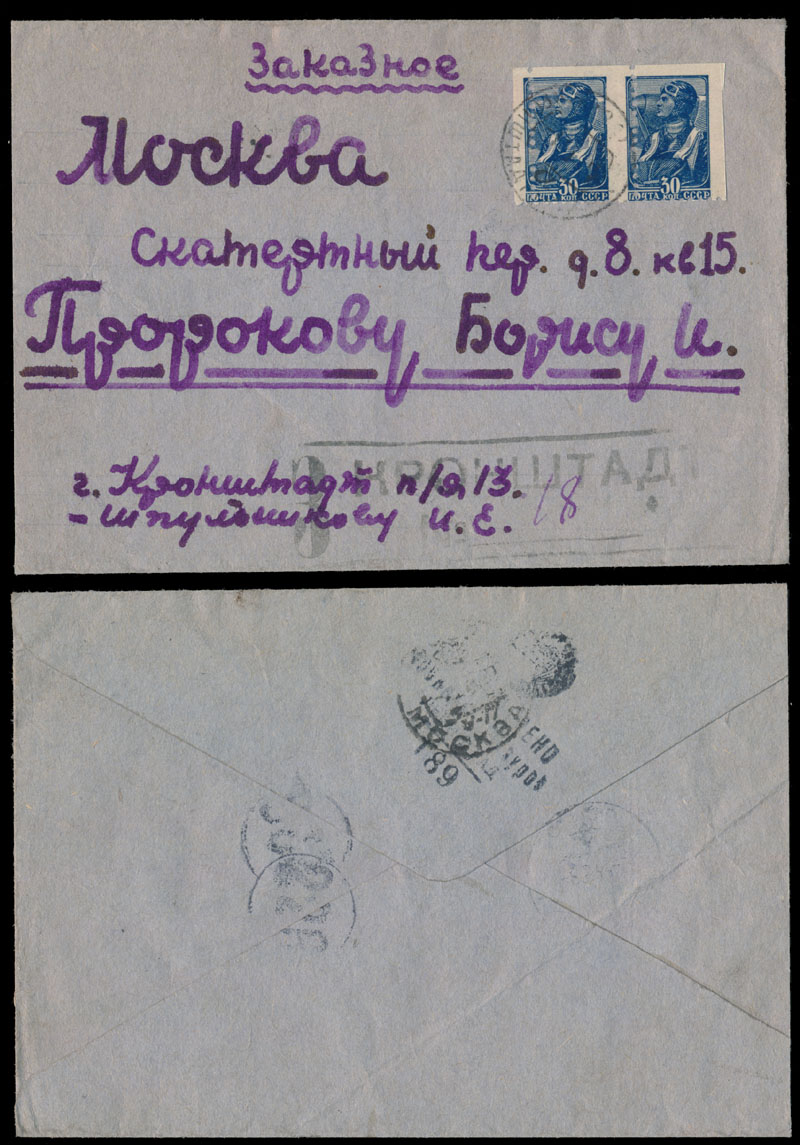 Заказное
Москва
Скатертный пер. д. 8. кв 15.
Пророкову Борису И.
КРОНШТАДТ
г. Кронштадт п/я 13.
- Шпульникову И. Е. 18
30 30
ПОЧТА КОП СССР ПОЧТА КОП СССР
МОСКВА
89